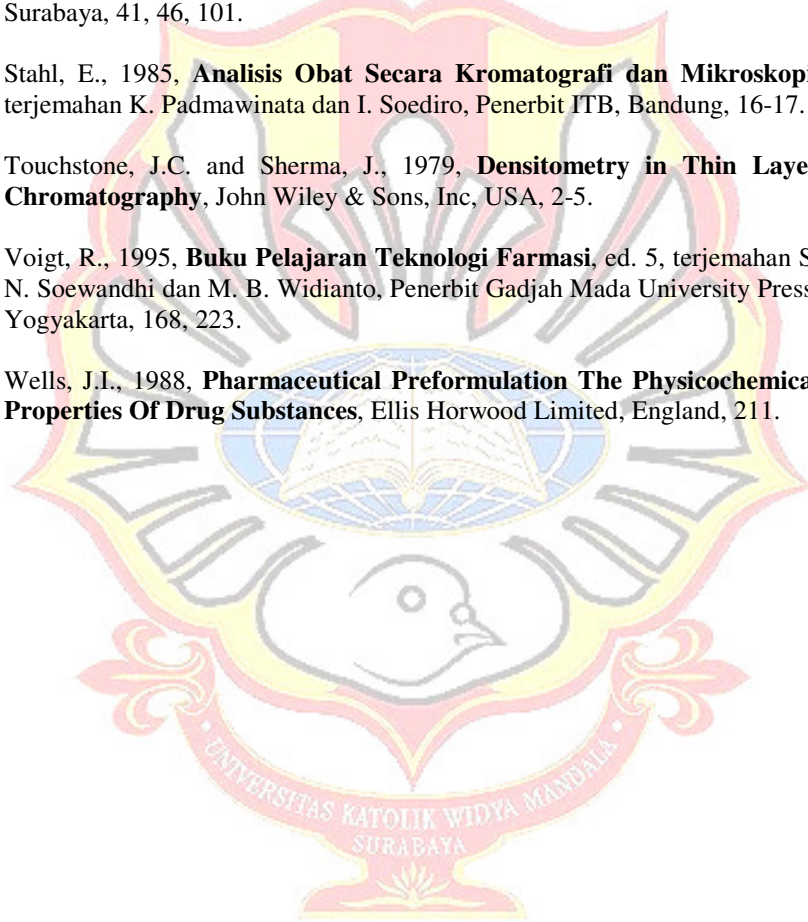 Surabaya, 41, 46, 101.
Stahl, E., 1985, Analisis Obat Secara Kromatografi dan Mikroskopi
terjemahan K. Padmawinata dan I. Soediro, Penerbit ITB, Bandung, 16-17.
Touchstone, J.C. and Sherma, J., 1979, Densitometry in Thin Laye
Chromatography, John Wiley & Sons, Inc, USA, 2-5.
Voigt, R., 1995, Buku Pelajaran Teknologi Farmasi, ed. 5, terjemahan S
N. Soewandhi dan M. B. Widianto, Penerbit Gadjah Mada University Press
Yogyakarta, 168, 223.
Wells, J.I., 1988, Pharmaceutical Preformulation The Physicochemica
Properties Of Drug Substances, Ellis Horwood Limited, England, 211.
UNIVERSITAS KATOLIK WIDYA MANDALA
SURABAYA